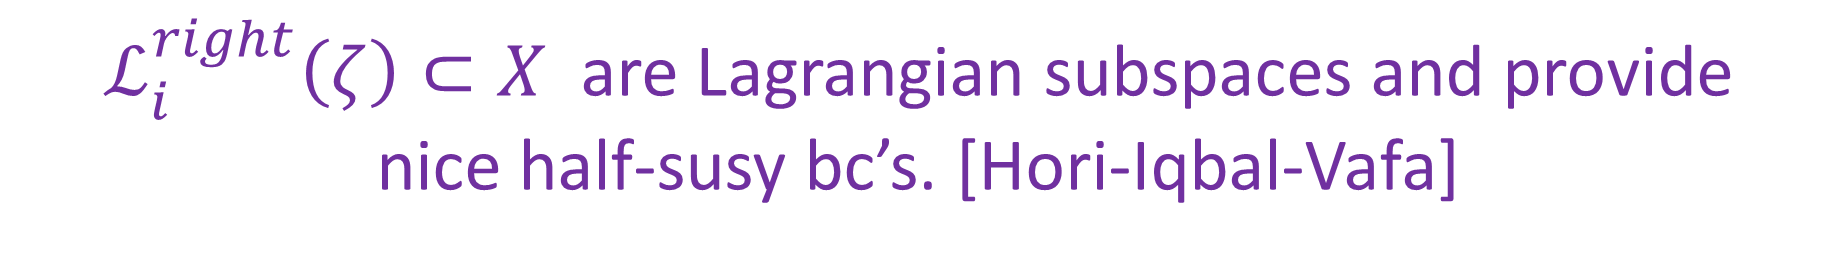 ℒ_i^{right}(ζ) ⊂ X are Lagrangian subspaces and provide
nice half-susy bc’s. [Hori-Iqbal-Vafa]